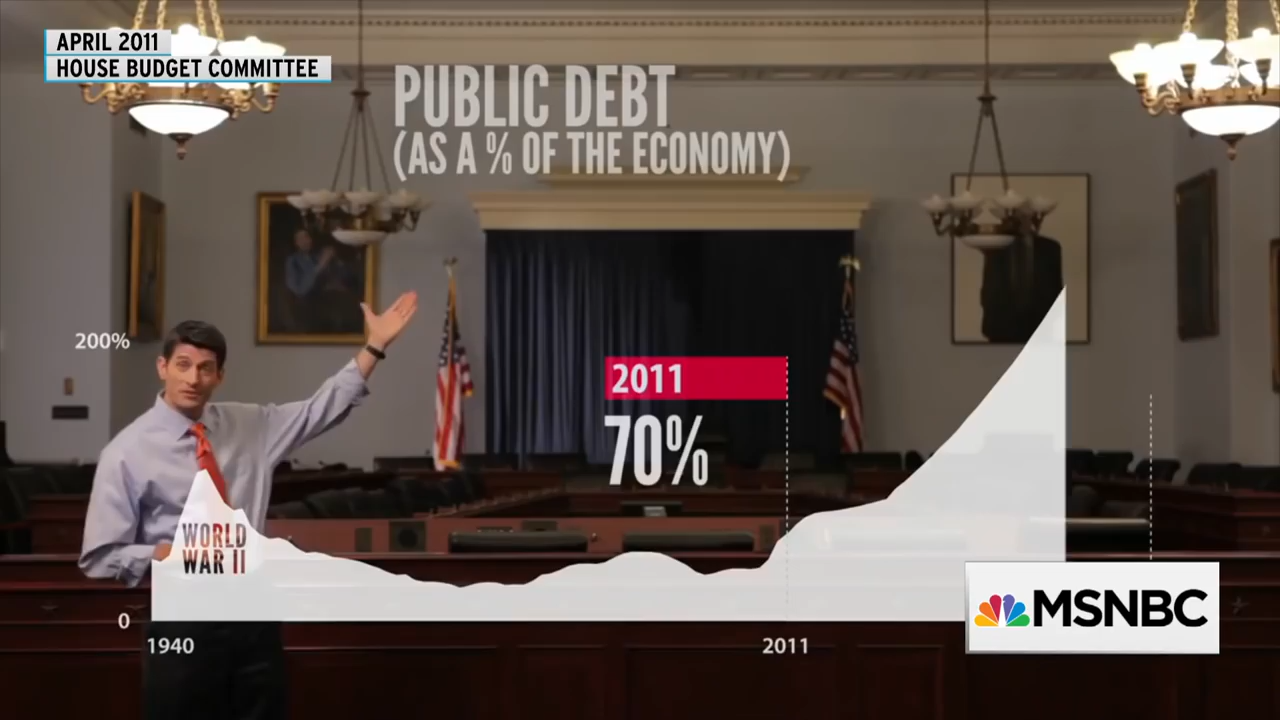 APRIL 2011
HOUSE BUDGET COMMITTEE
PUBLIC DEBT
(AS A % OF THE ECONOMY)
200%
2011
70%
WORLD
WAR II
0
1940
2011
MSNBC